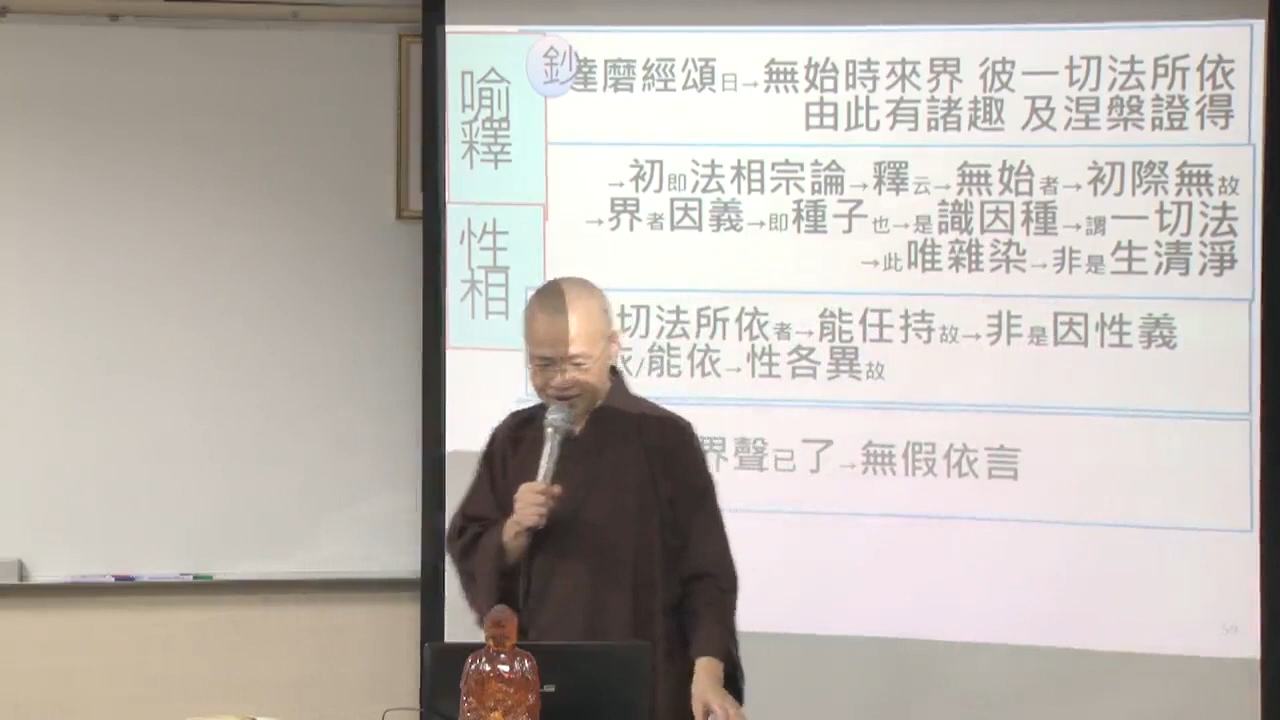 喻釋
性相
鈔
達磨經頌曰→無始時來界 彼一切法所依
由此有諸趣 及涅槃證得
→初即法相宗論→釋云→無始者→初際無故
→界者因義→即種子也→是識因種→謂一切法
→此唯雜染→非是生清淨
切法所依者→能任持故→非是因性義
依/能依→性各異故
界聲已了→無假依言
59